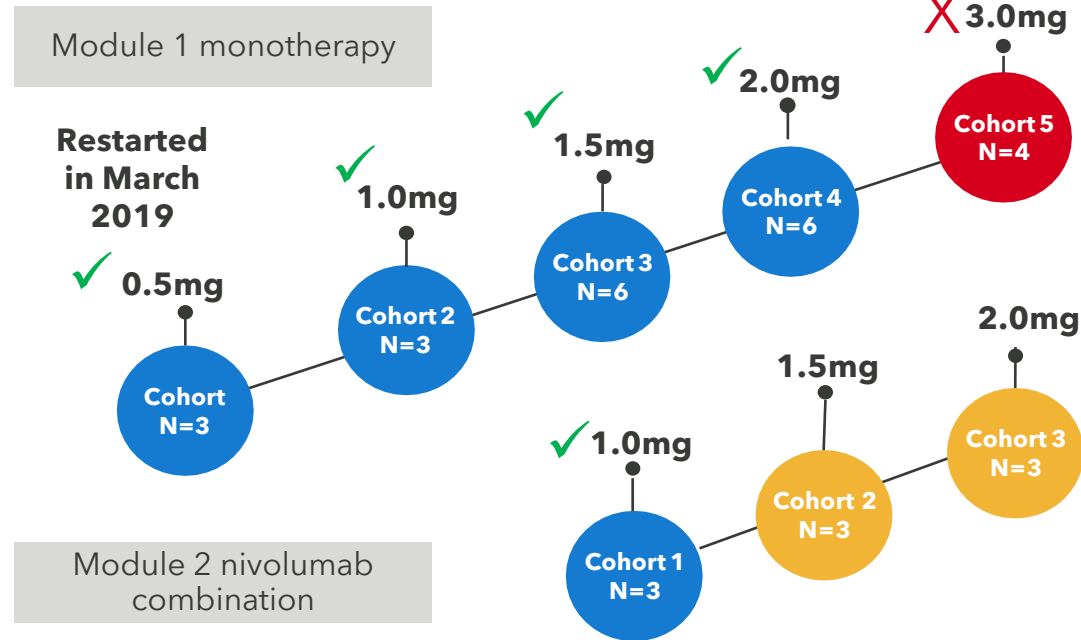 Module 1 monotherapy
Restarted
in March
2019
0.5mg
Cohort
N=3
1.0mg
Cohort 2
N=3
1.5mg
Cohort 3
N=6
2.0mg
Cohort 4
N=6
X 3.0mg
Cohort 5
N=4
Module 2 nivolumab
combination
1.0mg
Cohort 1
N=3
1.5mg
Cohort 2
N=3
2.0mg
Cohort 3
N=3